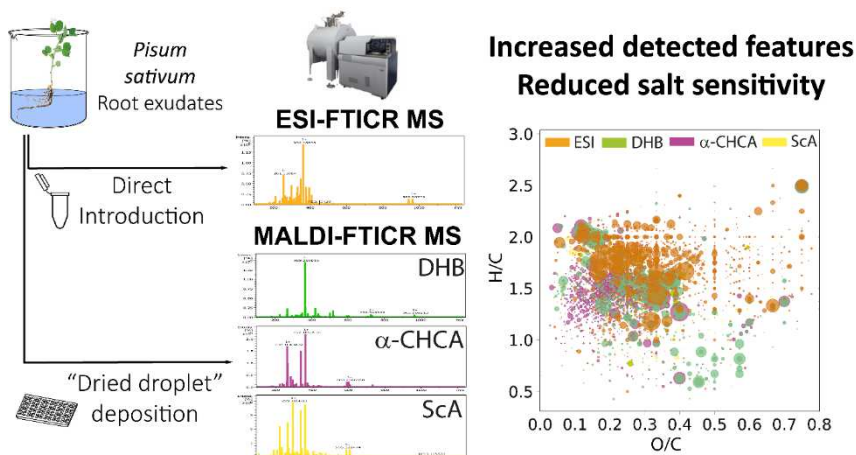 Pisum
sativum
Root exudates
Direct
Introduction
"Dried droplet"
deposition
ESI-FTICR MS
MALDI-FTICR MS
DHB
α-CHCA
ScA
Increased detected features
Reduced salt sensitivity
ESI DHB α-CHCA ScA
3.0
2.5
2.0
1.5
1.0
0.5
H/C
0.0 0.1 0.2 0.3 0.4 0.5 0.6 0.7 0.8
O/C